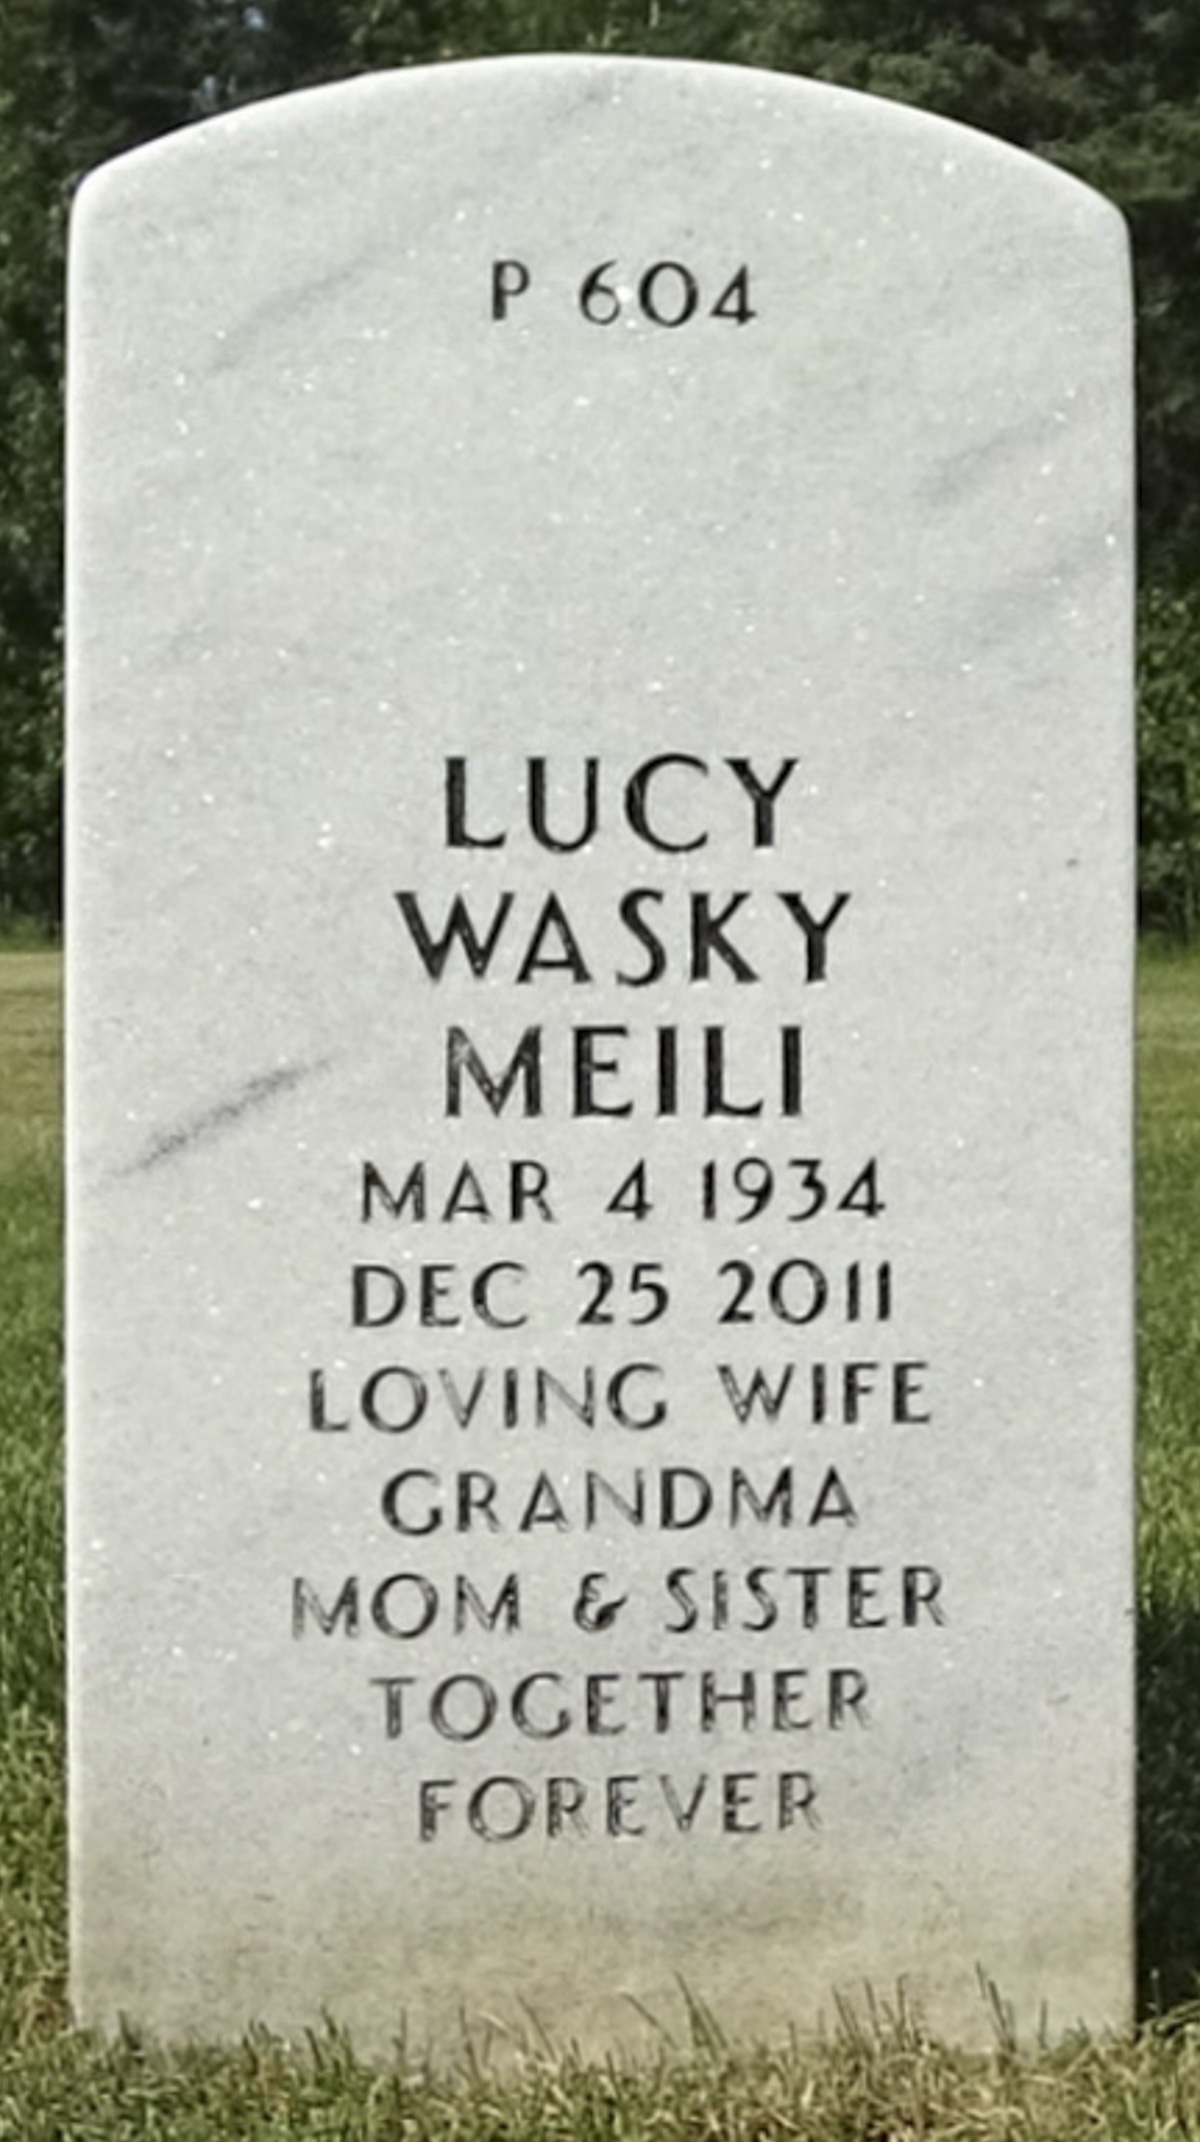 P 604
LUCY
WASKY
MEILI
MAR 4 1934
DEC 25 2011
LOVING WIFE
GRANDMA
MOM & SISTER
TOGETHER
FOREVER